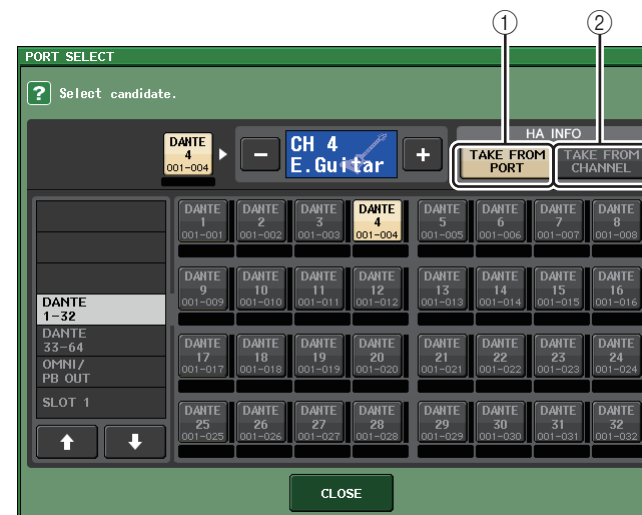 ① ②
PORT SELECT
? Select candidate.
HA INFO
DANTE
4
001-004
−
CH 4
E.Guitar
+
TAKE FROM
PORT
TAKE FROM
CHANNEL
DANTE
1-32
DANTE
33-64
OMNI/
PB OUT
SLOT 1
DANTE DANTE DANTE DANTE DANTE DANTE DANTE DANTE
1 2 3 4 5 6 7 8
001-001 001-002 001-003 001-004 001-005 001-006 001-007 001-008
DANTE DANTE DANTE DANTE DANTE DANTE DANTE DANTE
9 10 11 12 13 14 15 16
001-009 001-010 001-011 001-012 001-013 001-014 001-015 001-016
DANTE DANTE DANTE DANTE DANTE DANTE DANTE DANTE
17 18 19 20 21 22 23 24
001-017 001-018 001-019 001-020 001-021 001-022 001-023 001-024
DANTE DANTE DANTE DANTE DANTE DANTE DANTE DANTE
25 26 27 28 29 30 31 32
001-025 001-026 001-027 001-028 001-029 001-030 001-031 001-032
CLOSE